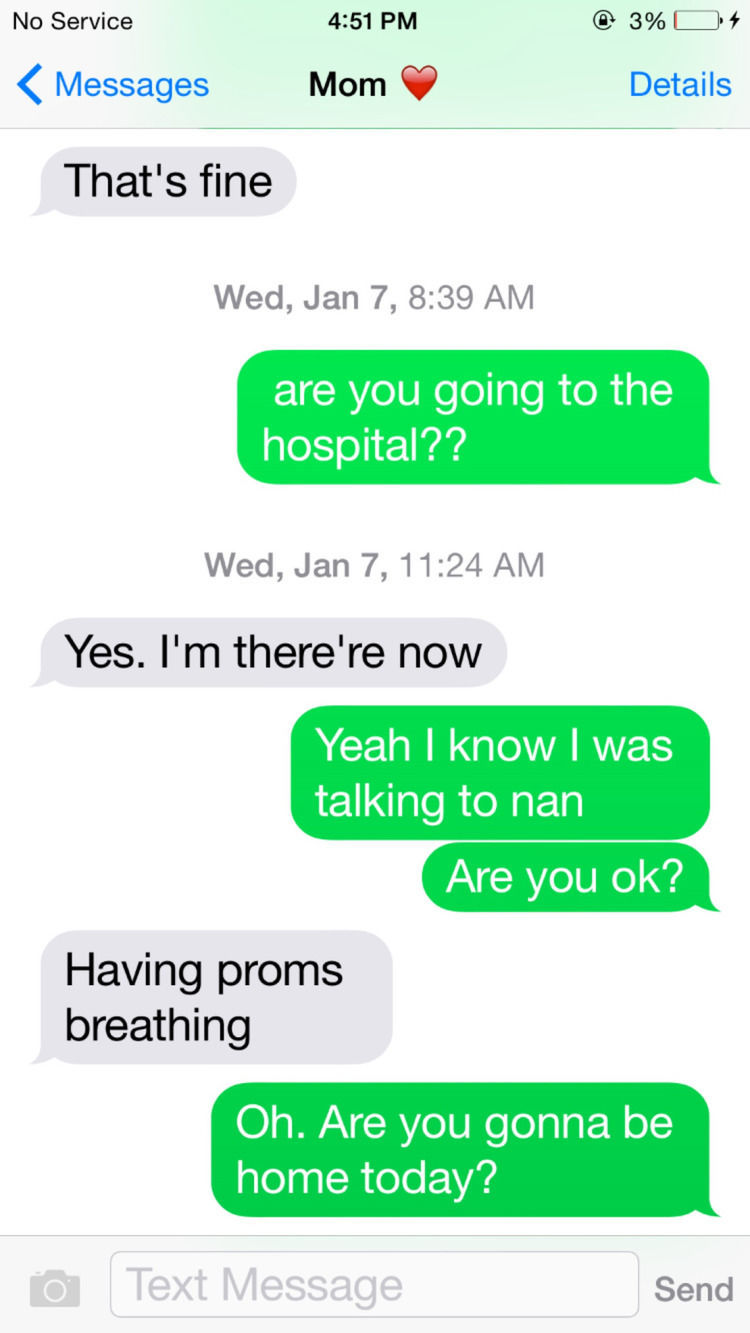 No Service 4:51 PM 3%
Messages Mom ❤️ Details
That's fine
Wed, Jan 7, 8:39 AM
are you going to the
hospital??
Wed, Jan 7, 11:24 AM
Yes. I'm there're now
Yeah I know I was
talking to nan
Are you ok?
Having proms
breathing
Oh. Are you gonna be
home today?
Text Message Send